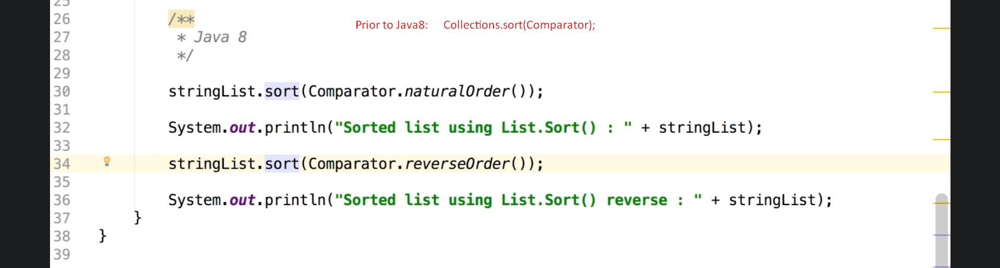 25
26 /** Prior to Java8: Collections.sort(Comparator);
27 * Java 8
28 */
29
30 stringList.sort(Comparator.naturalOrder());
31
32 System.out.println("Sorted list using List.Sort() : " + stringList);
33
34 stringList.sort(Comparator.reverseOrder());
35
36 System.out.println("Sorted list using List.Sort() reverse : " + stringList);
37 }
38 }
39